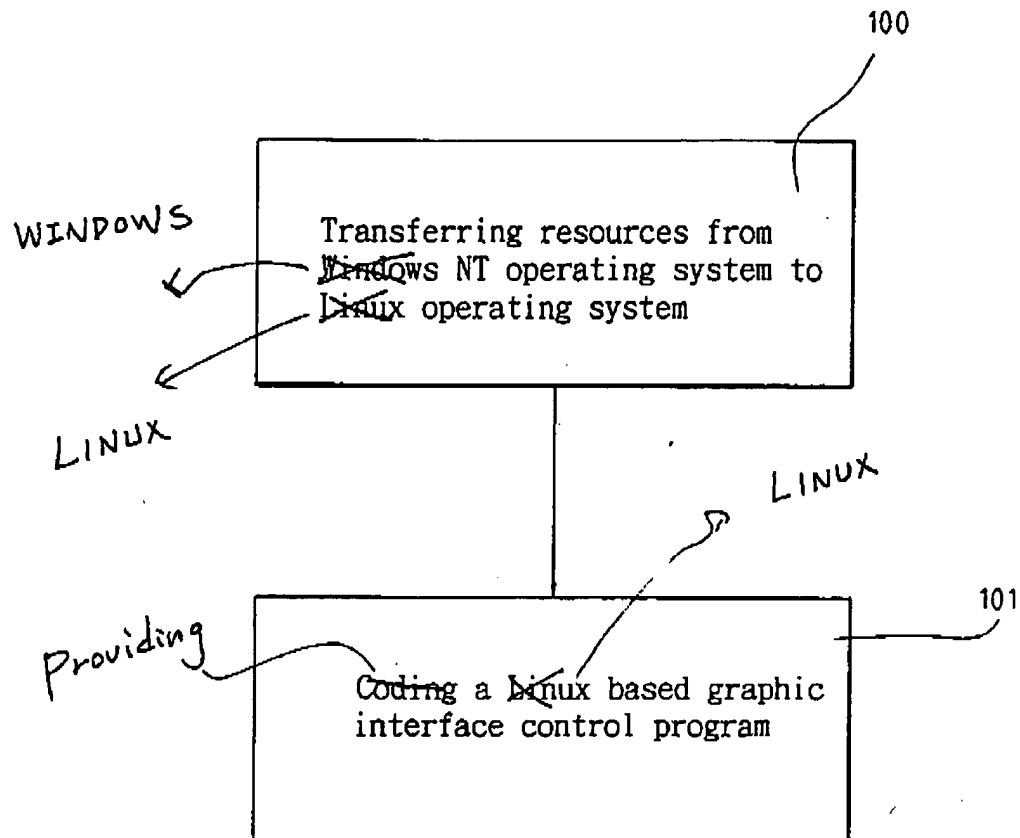 100
WINDOWS
Transferring resources from
Windows NT operating system to
Linux operating system
LINUX
LINUX
101
Providing
Coding a Linux based graphic
interface control program